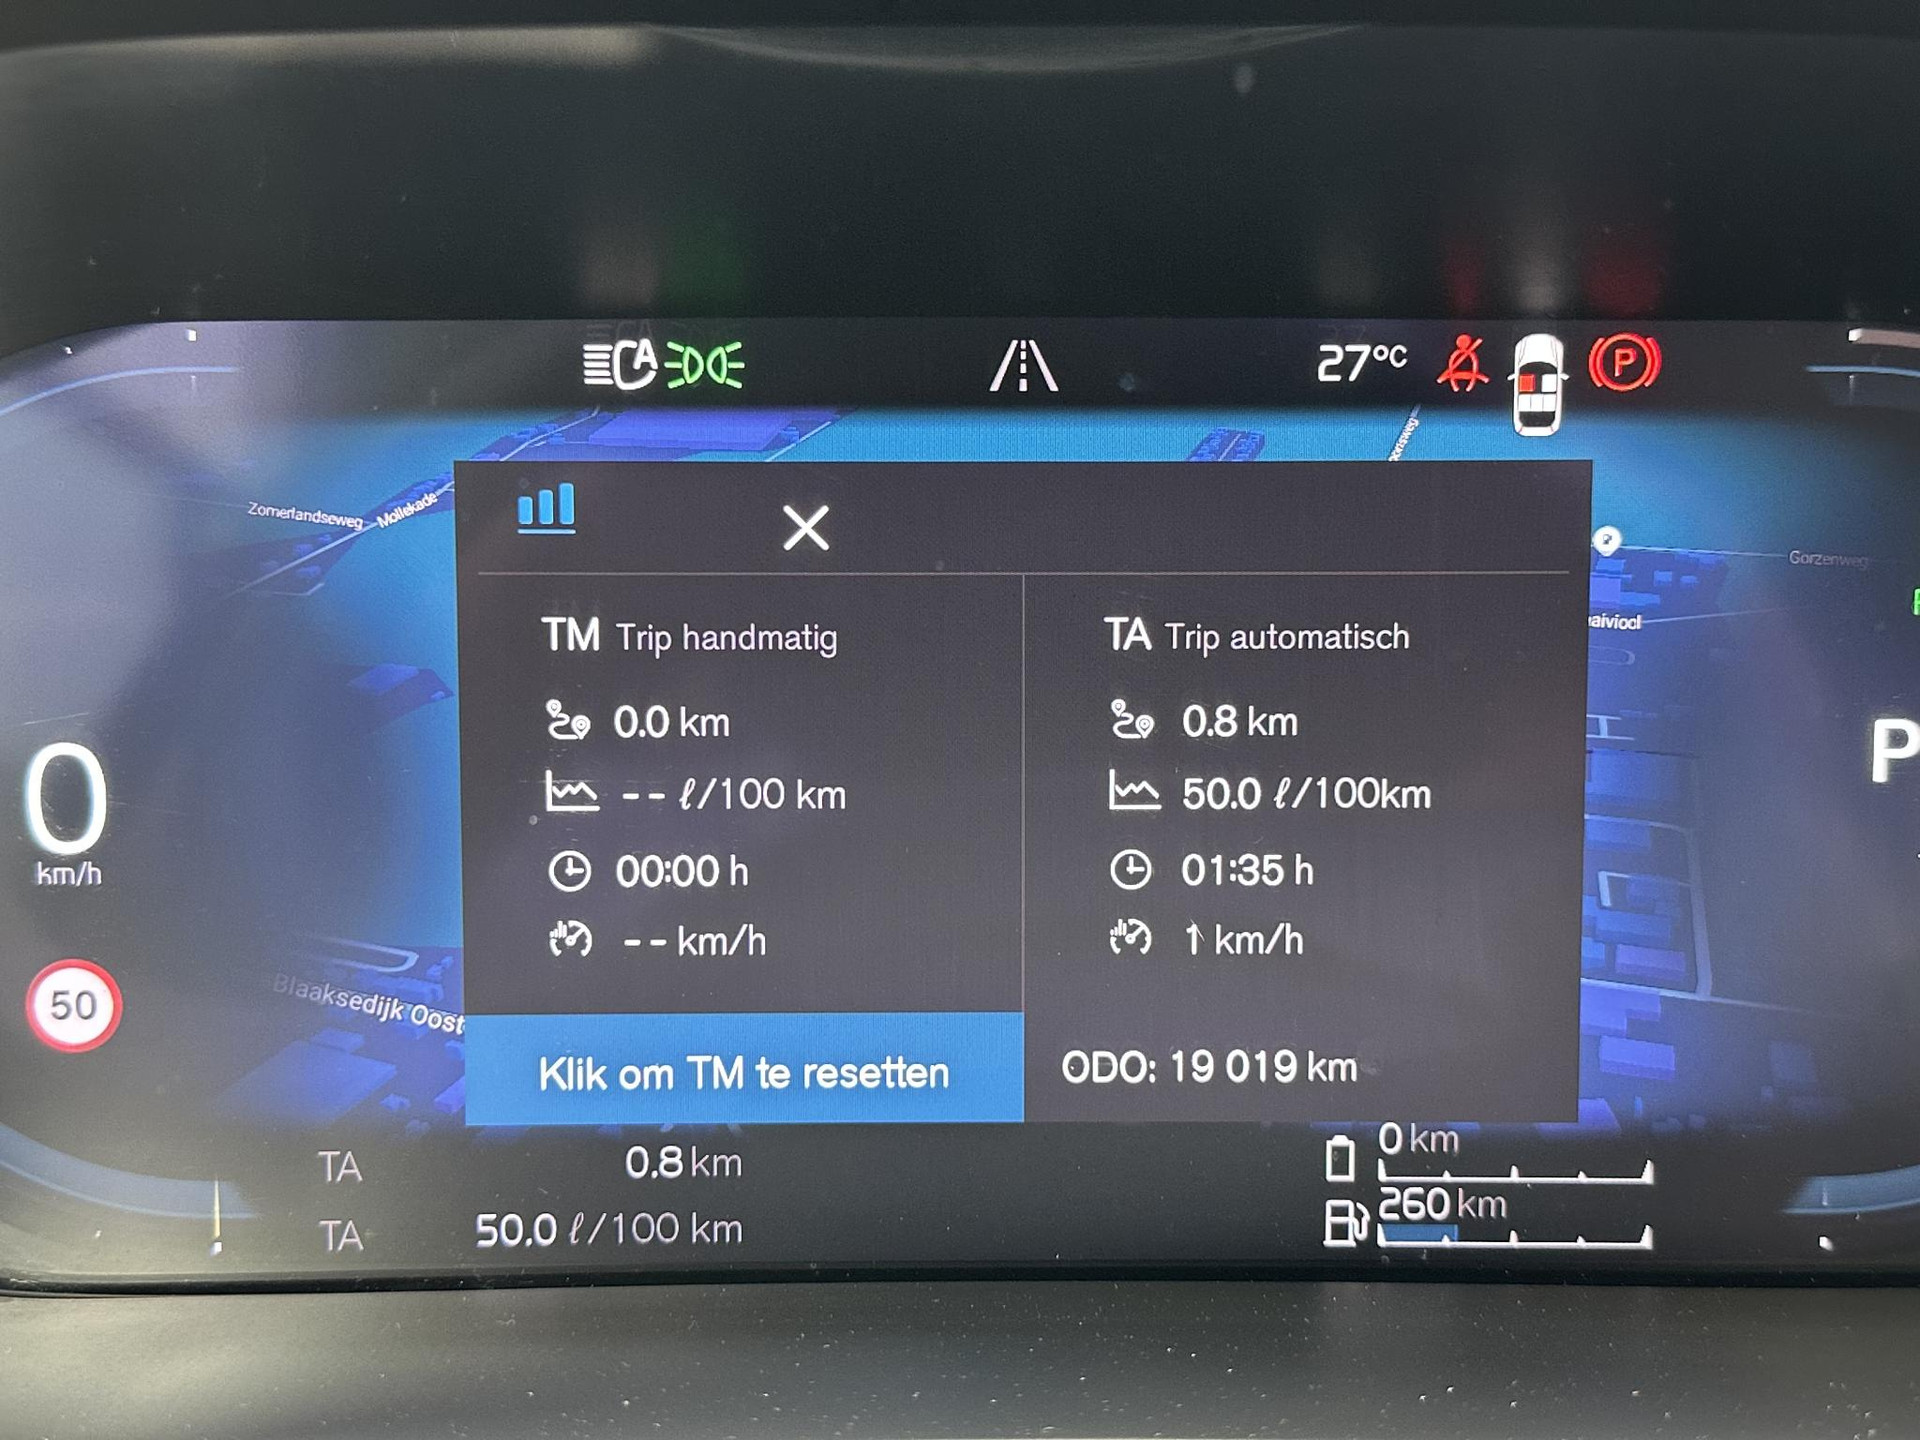 27°C
P
Zomerlandseweg
Mollekade
Gorzenweg
TM Trip handmatig
TA Trip automatisch
0.0 km
0.8 km
-- ℓ/100 km
50.0 ℓ/100km
00:00 h
01:35 h
-- km/h
1 km/h
0
km/h
P
50
Blaaksedijk Oost
Klik om TM te resetten
ODO: 19 019 km
TA 0.8 km
0 km
TA 50.0 ℓ/100 km
260 km